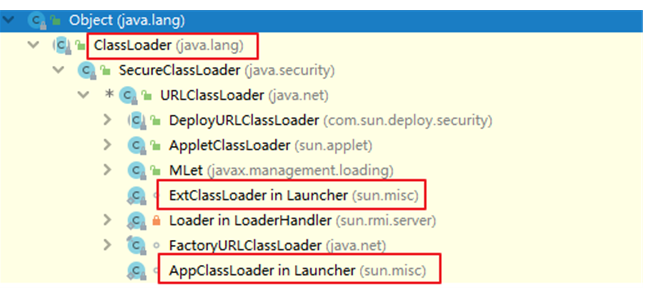 Object (java.lang)
ClassLoader (java.lang)
SecureClassLoader (java.security)
* URLClassLoader (java.net)
DeployURLClassLoader (com.sun.deploy.security)
AppletClassLoader (sun.applet)
MLet (javax.management.loading)
ExtClassLoader in Launcher (sun.misc)
Loader in LoaderHandler (sun.rmi.server)
FactoryURLClassLoader (java.net)
AppClassLoader in Launcher (sun.misc)